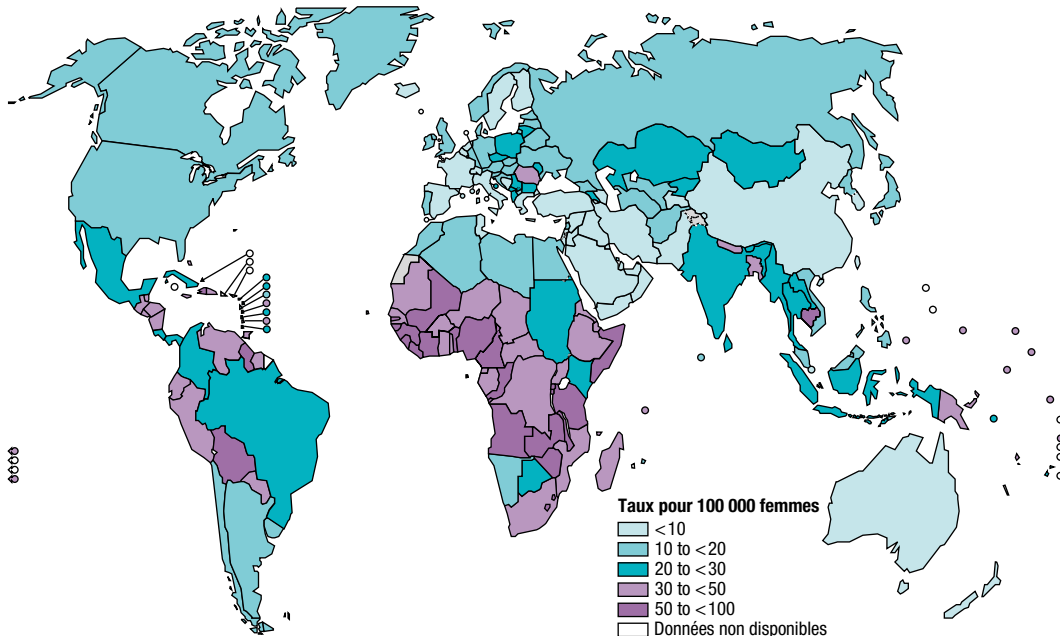 Taux pour 100 000 femmes
<10
10 to <20
20 to <30
30 to <50
50 to <100
Données non disponibles